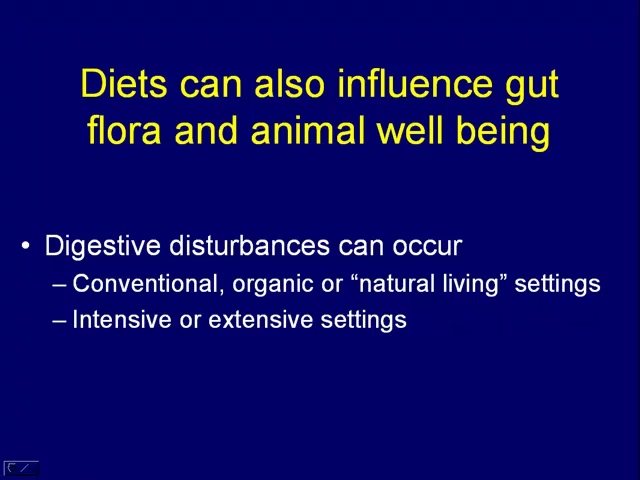 Diets can also influence gut
flora and animal well being
• Digestive disturbances can occur
– Conventional, organic or “natural living” settings
– Intensive or extensive settings